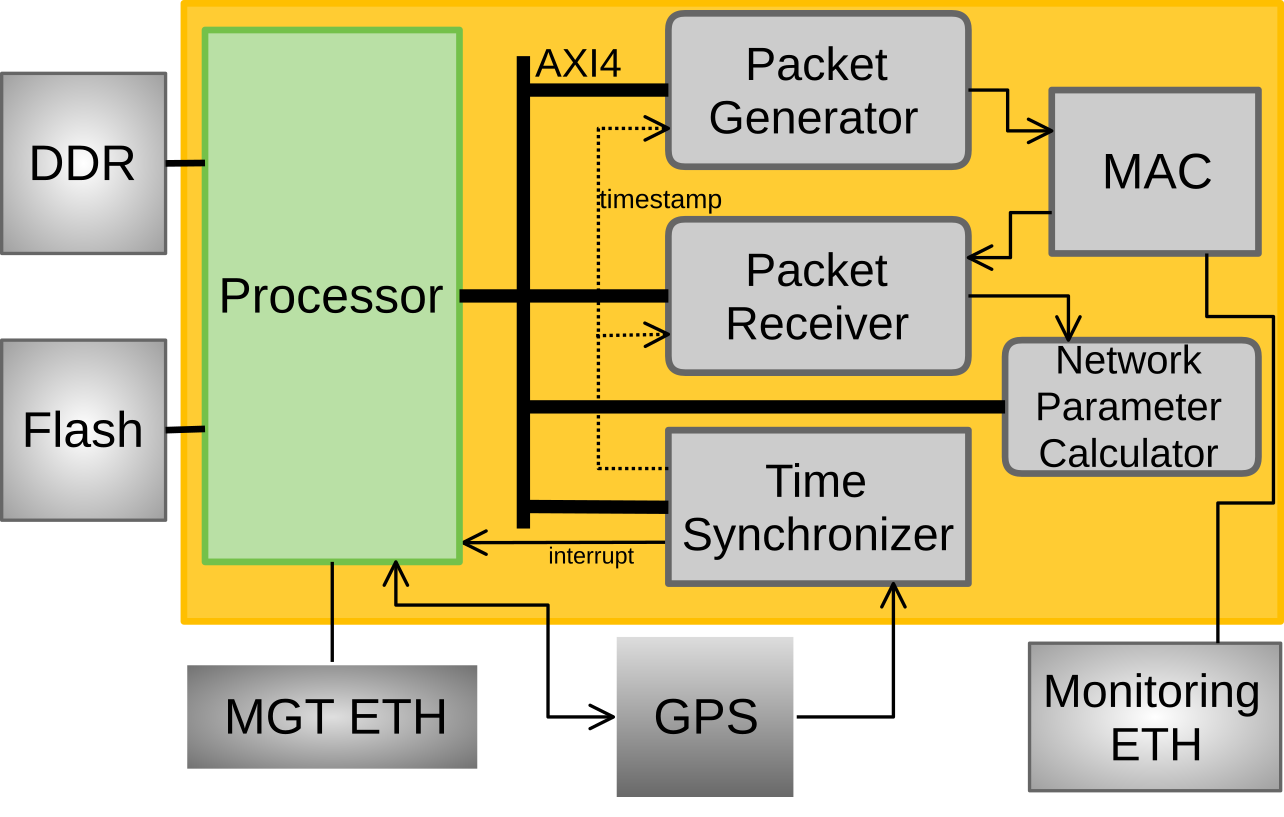 AXI4
Packet
Generator
DDR
MAC
timestamp
Processor
Packet
Receiver
Flash
Network
Parameter
Calculator
Time
Synchronizer
interrupt
MGT ETH
GPS
Monitoring
ETH